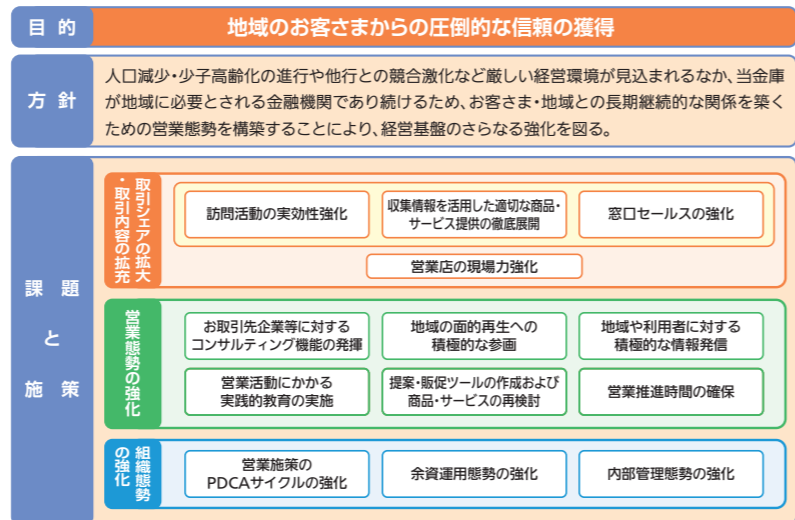 目的
地域のお客さまからの圧倒的な信頼の獲得
方針
人口減少・少子高齢化の進行や他行との競合激化など厳しい経営環境が見込まれるなか、当金庫
が地域に必要とされる金融機関であり続けるため、お客さま・地域との長期継続的な関係を築く
ための営業態勢を構築することにより、経営基盤のさらなる強化を図る。
課題
と
施策
取引シェアの拡大
・取引内容の拡充
訪問活動の実効性強化
収集情報を活用した適切な商品・
サービス提供の徹底展開
窓口セールスの強化
営業店の現場力強化
営業態勢の強化
お取引先企業等に対する
コンサルティング機能の発揮
地域の面的再生への
積極的な参画
地域や利用者に対する
積極的な情報発信
営業活動にかかる
実践的教育の実施
提案・販促ツールの作成および
商品・サービスの再検討
営業推進時間の確保
組織態勢
の強化
営業施策の
PDCAサイクルの強化
余資運用態勢の強化
内部管理態勢の強化